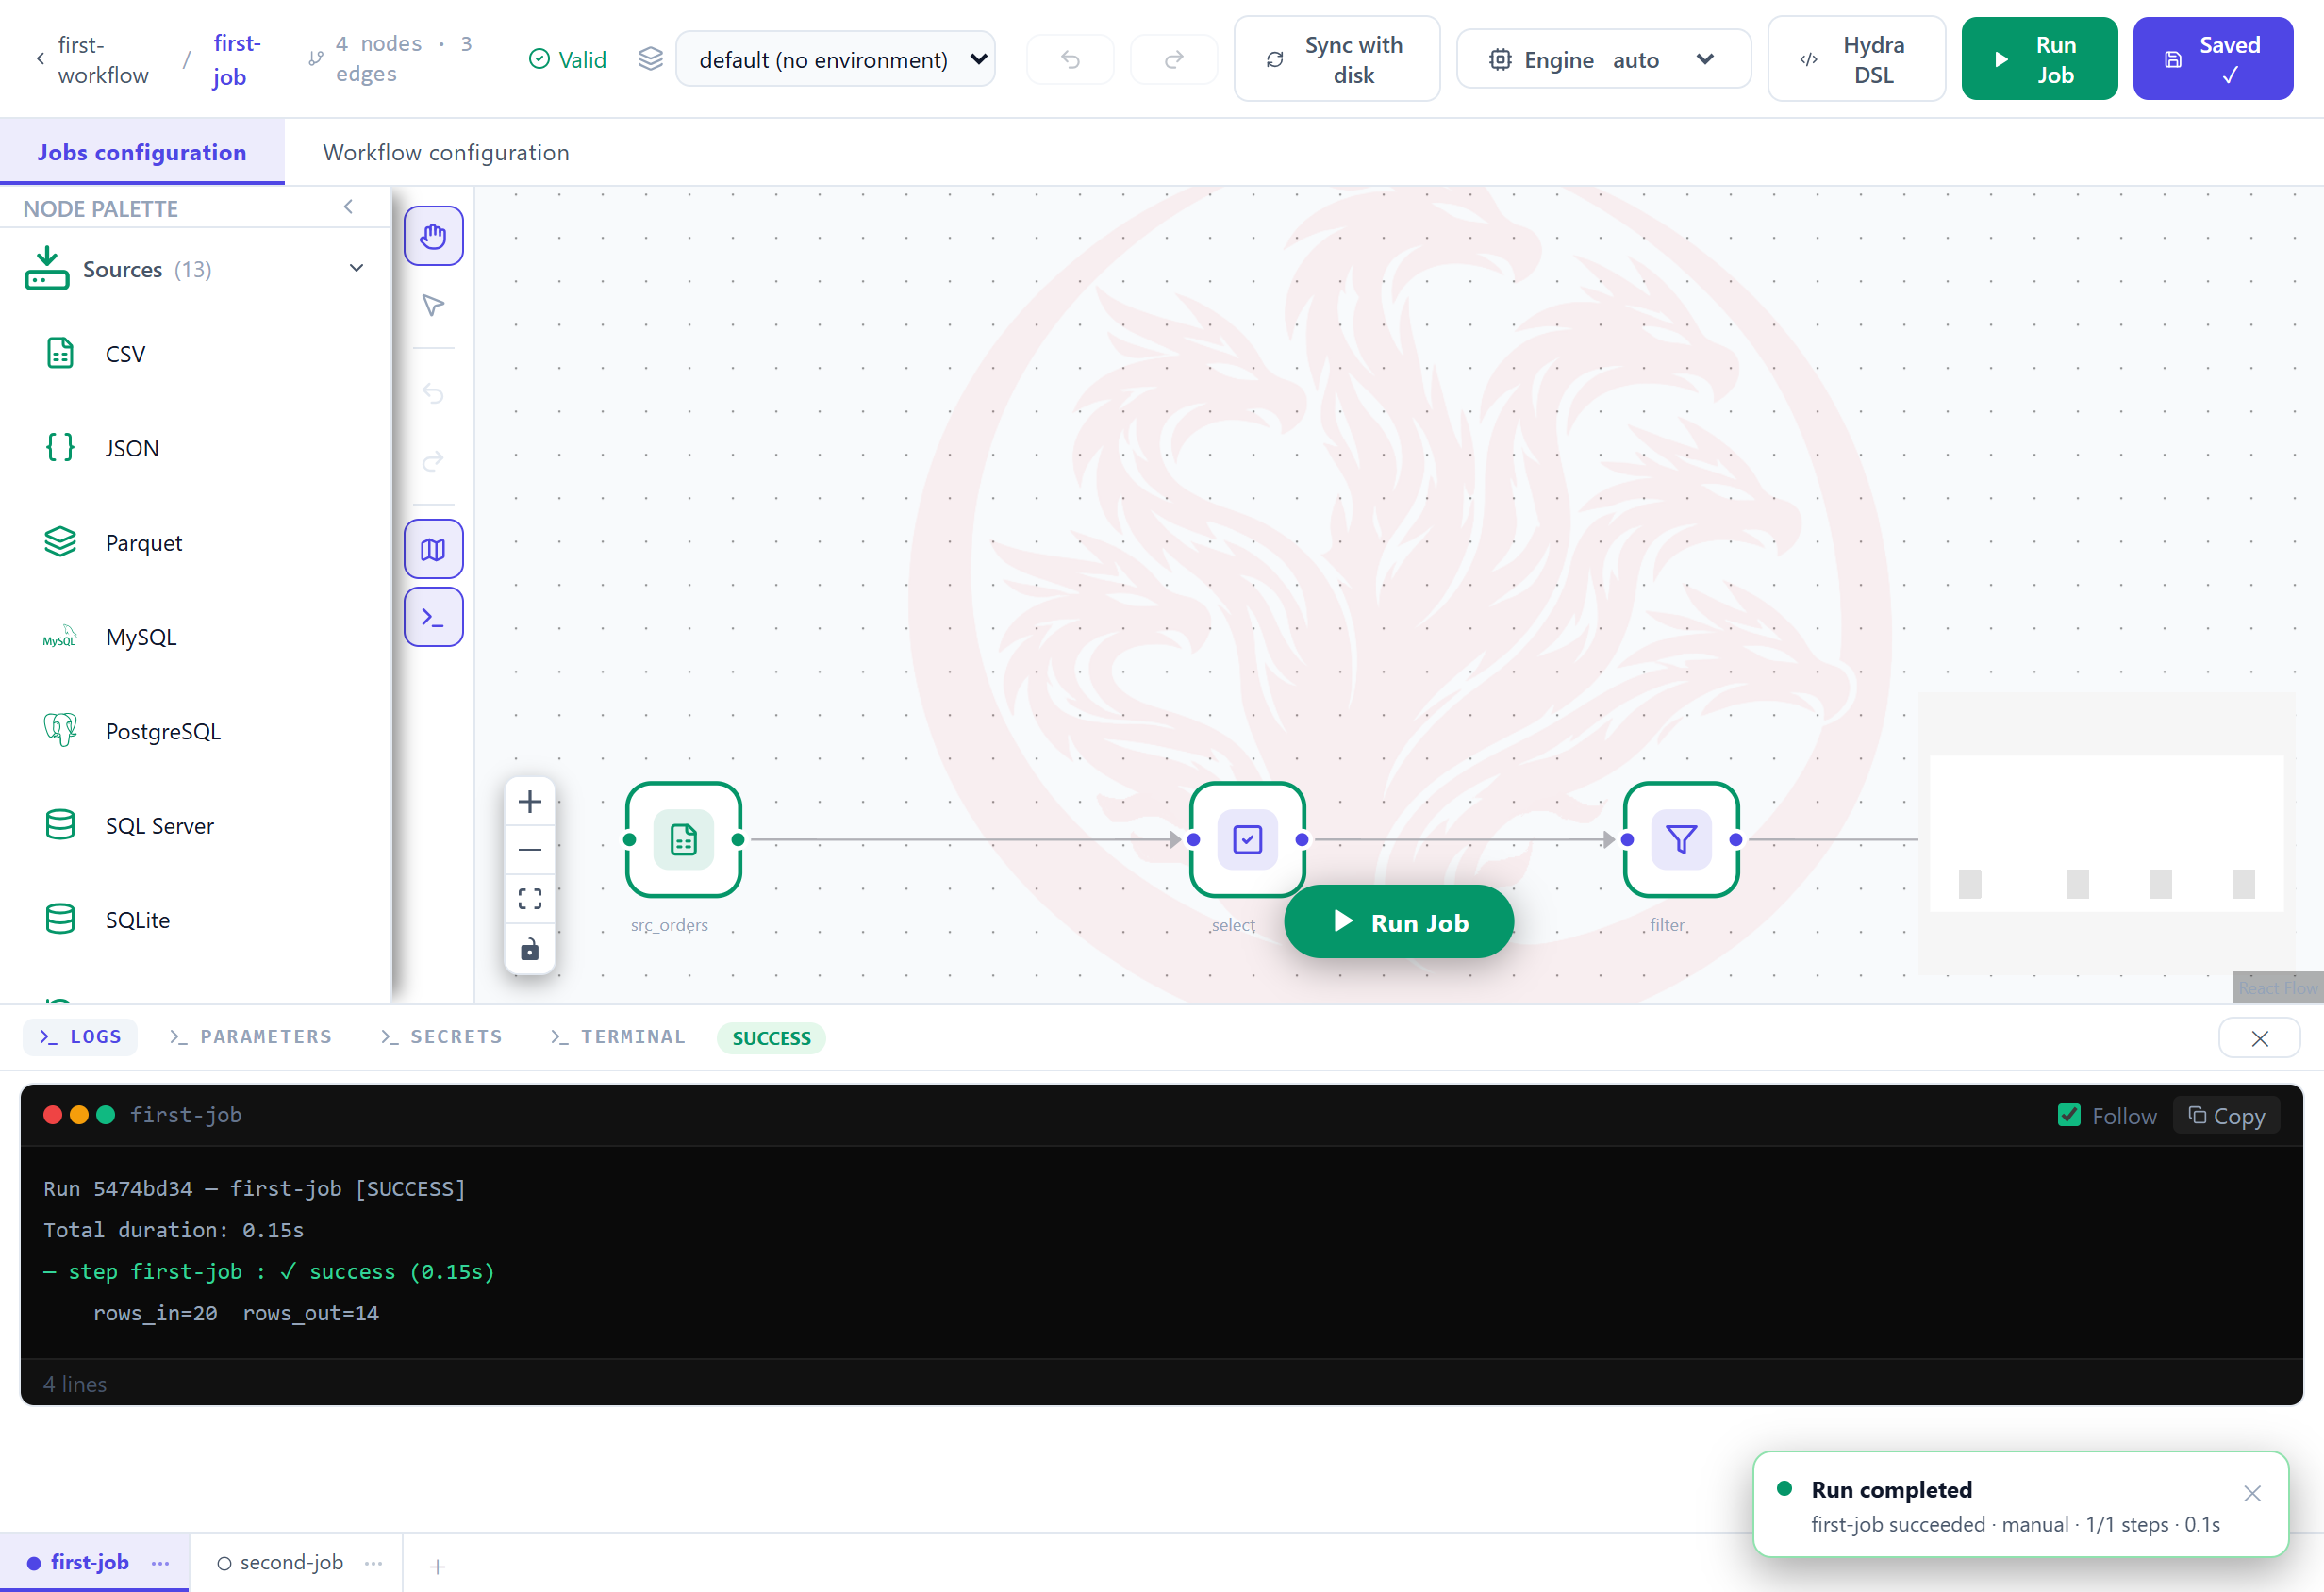 first-
workflow
/
first-
job
4 nodes · 3
edges
Valid
default (no environment)
Sync with
disk
Engine auto
Hydra
DSL
Run
Job
Saved
✓
Jobs configuration
Workflow configuration
NODE PALETTE
Sources (13)
CSV
JSON
Parquet
MySQL
MySQL
PostgreSQL
SQL Server
SQLite
src_orders
select
filter
Run Job
React Flow
LOGS
PARAMETERS
SECRETS
TERMINAL
SUCCESS
first-job
Follow
Copy
Run 5474bd34 — first-job [SUCCESS]
Total duration: 0.15s
— step first-job : ✓ success (0.15s)
rows_in=20 rows_out=14
4 lines
Run completed
first-job succeeded · manual · 1/1 steps · 0.1s
first-job ···
second-job ···
+